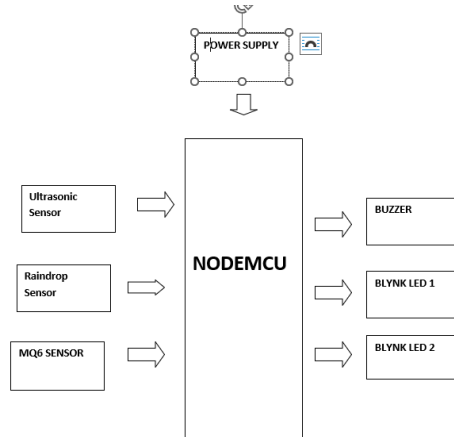 POWER SUPPLY
Ultrasonic
Sensor
Raindrop
Sensor
MQ6 SENSOR
NODEMCU
BUZZER
BLYNK LED 1
BLYNK LED 2